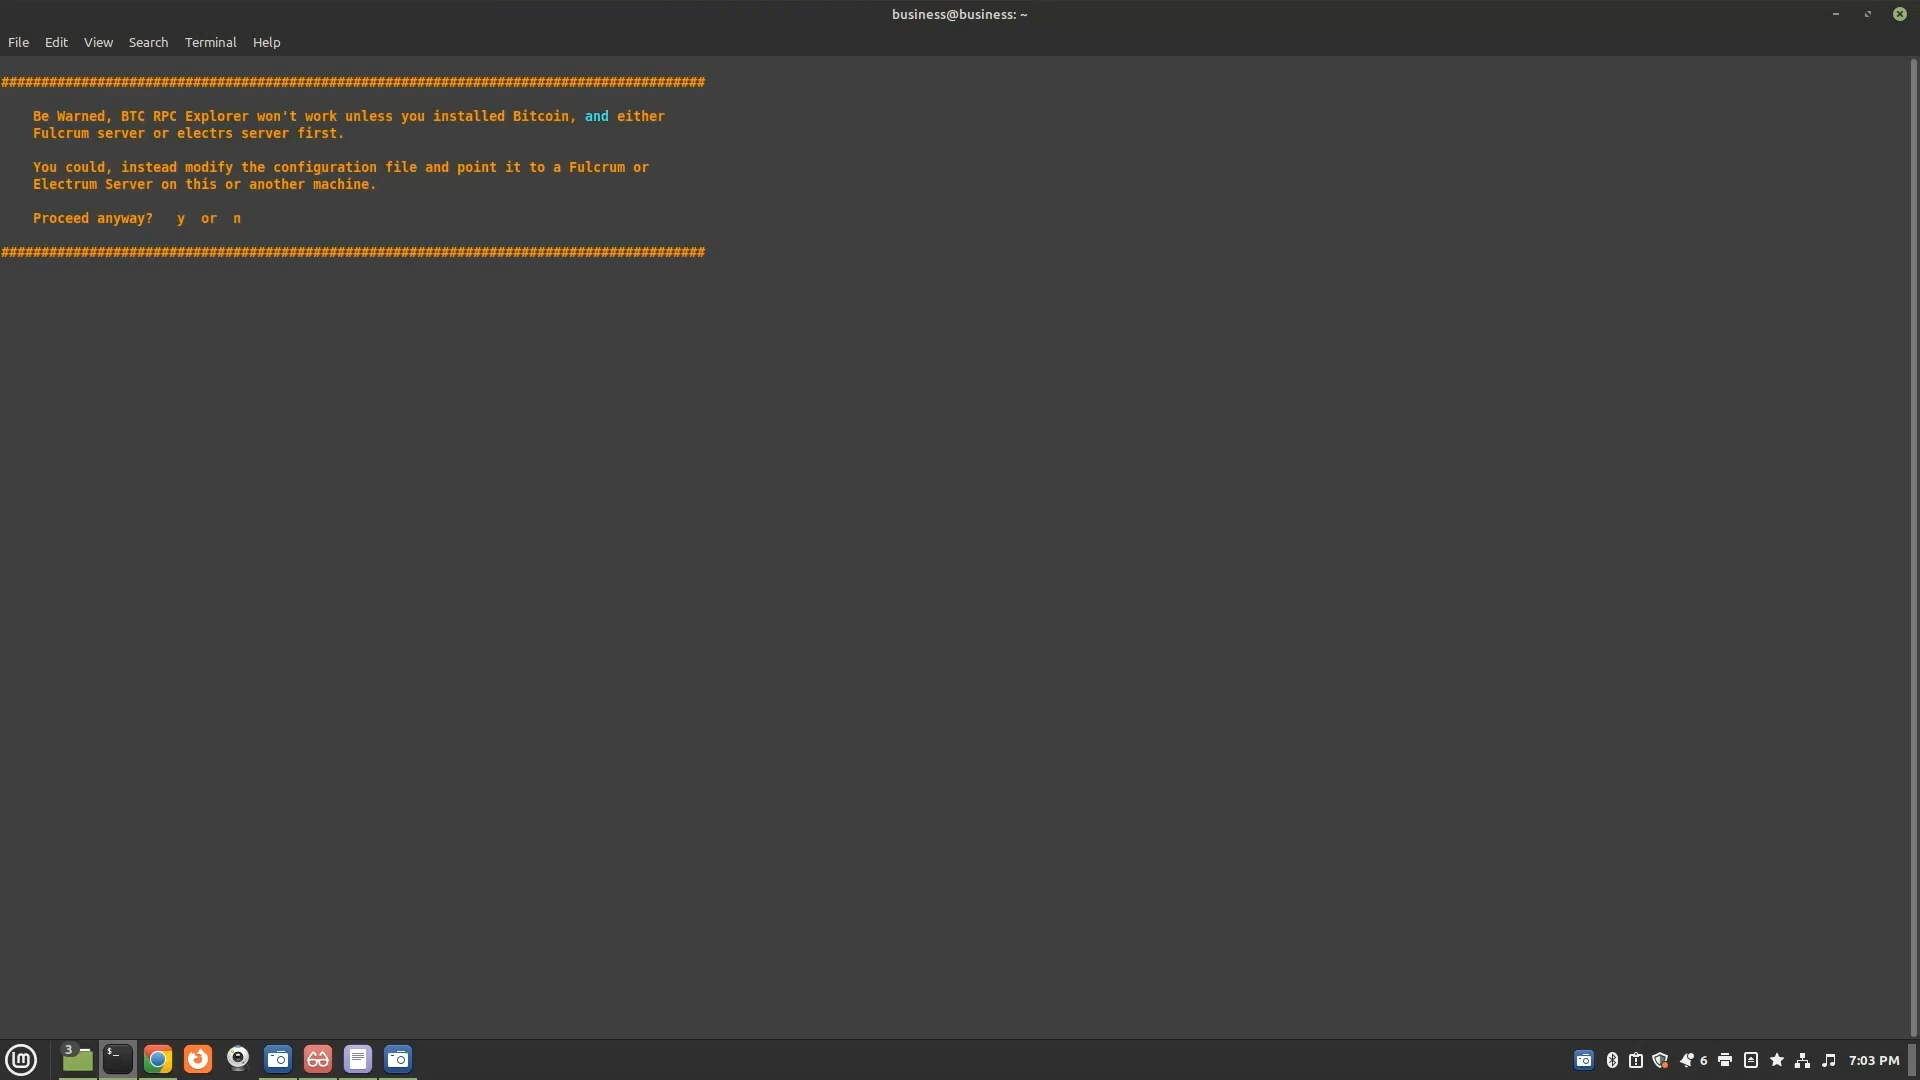 business@business: ~
File Edit View Search Terminal Help
########################################################################################
Be Warned, BTC RPC Explorer won't work unless you installed Bitcoin, and either
Fulcrum server or electrs server first.
You could, instead modify the configuration file and point it to a Fulcrum or
Electrum Server on this or another machine.
Proceed anyway? y or n
########################################################################################
3
$_
6
7:03 PM